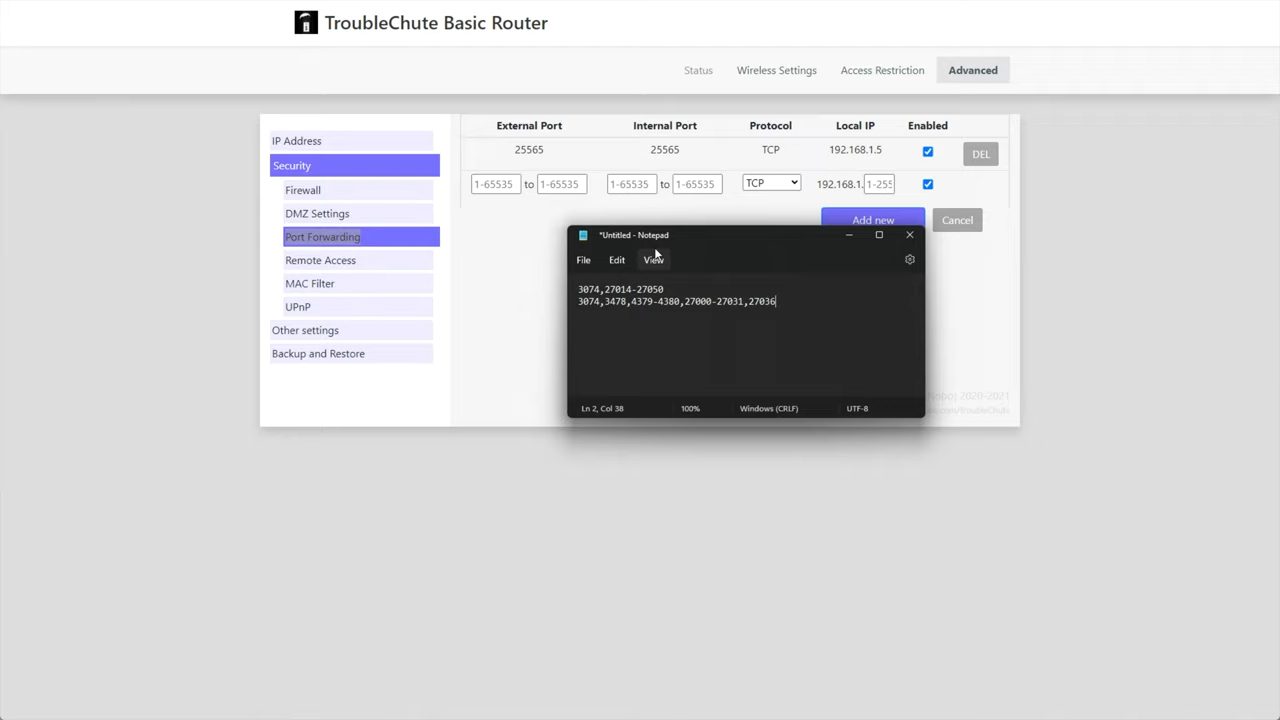 TroubleChute Basic Router
Status Wireless Settings Access Restriction Advanced
IP Address
Security
Firewall
DMZ Settings
Port Forwarding
Remote Access
MAC Filter
UPnP
Other settings
Backup and Restore
External Port Internal Port Protocol Local IP Enabled
25565 25565 TCP 192.168.1.5 DEL
1-65535 to 1-65535 1-65535 to 1-65535 TCP 192.168.1. 1-255
Add new Cancel
*Untitled - Notepad
File Edit View
3074,27014-27050
3074,3478,4379-4380,27000-27031,27036
Ln 2, Col 38 100% Windows (CRLF) UTF-8
2020-2021